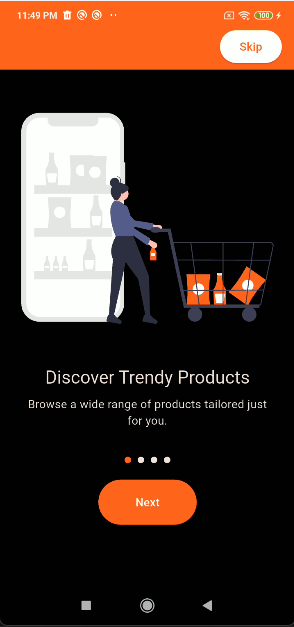 11:49 PM
100
Skip
Discover Trendy Products
Browse a wide range of products tailored just
for you.
Next